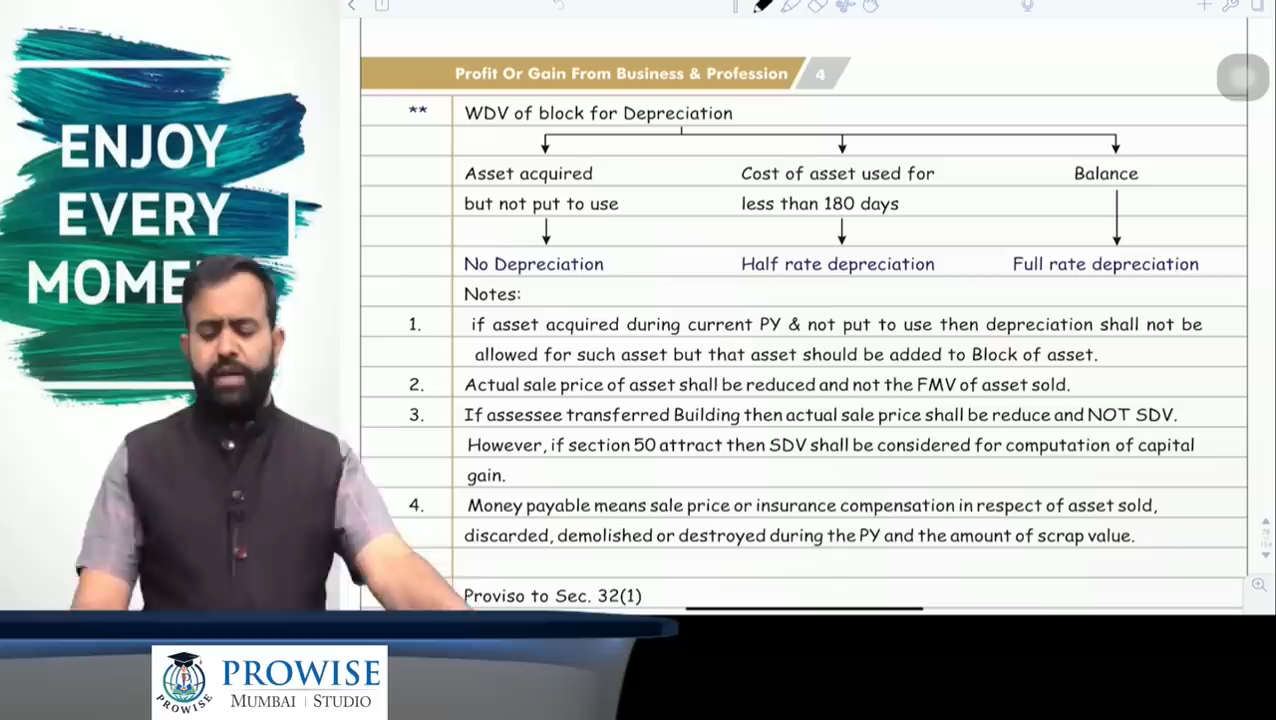 ENJOY
EVERY
Profit Or Gain From Business & Profession 4
** WDV of block for Depreciation
Asset acquired Cost of asset used for Balance
but not put to use less than 180 days
No Depreciation Half rate depreciation Full rate depreciation
Notes:
1. if asset acquired during current PY & not put to use then depreciation shall not be
allowed for such asset but that asset should be added to Block of asset.
2. Actual sale price of asset shall be reduced and not the FMV of asset sold.
3. If assessee transferred Building then actual sale price shall be reduce and NOT SDV.
However, if section 50 attract then SDV shall be considered for computation of capital
gain.
4. Money payable means sale price or insurance compensation in respect of asset sold,
discarded, demolished or destroyed during the PY and the amount of scrap value.
Proviso to Sec. 32(1)
PROWISE
PROWISE
MUMBAI | STUDIO